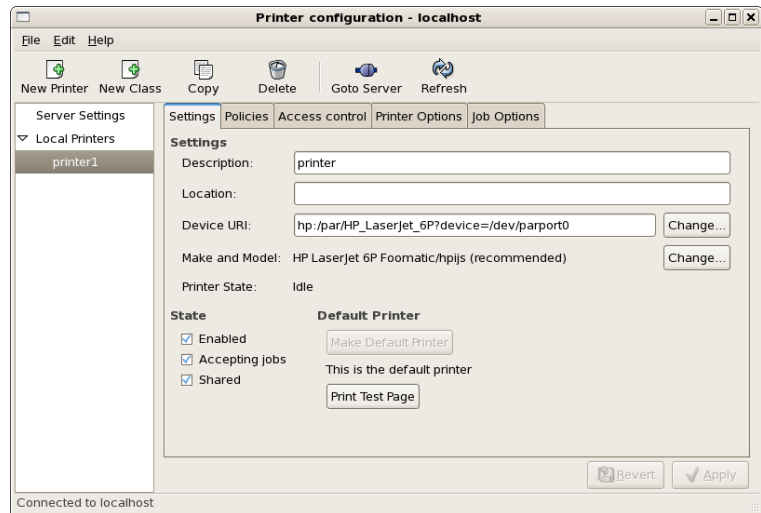 Printer configuration - localhost
File Edit Help
New Printer New Class Copy Delete Goto Server Refresh
Server Settings
Local Printers
printer1
Settings Policies Access control Printer Options Job Options
Settings
Description: printer
Location:
Device URI: hp:/par/HP_LaserJet_6P?device=/dev/parport0 Change...
Make and Model: HP LaserJet 6P Foomatic/hpijs (recommended) Change...
Printer State: Idle
State Default Printer
Enabled Make Default Printer
Accepting jobs This is the default printer
Shared Print Test Page
Revert Apply
Connected to localhost